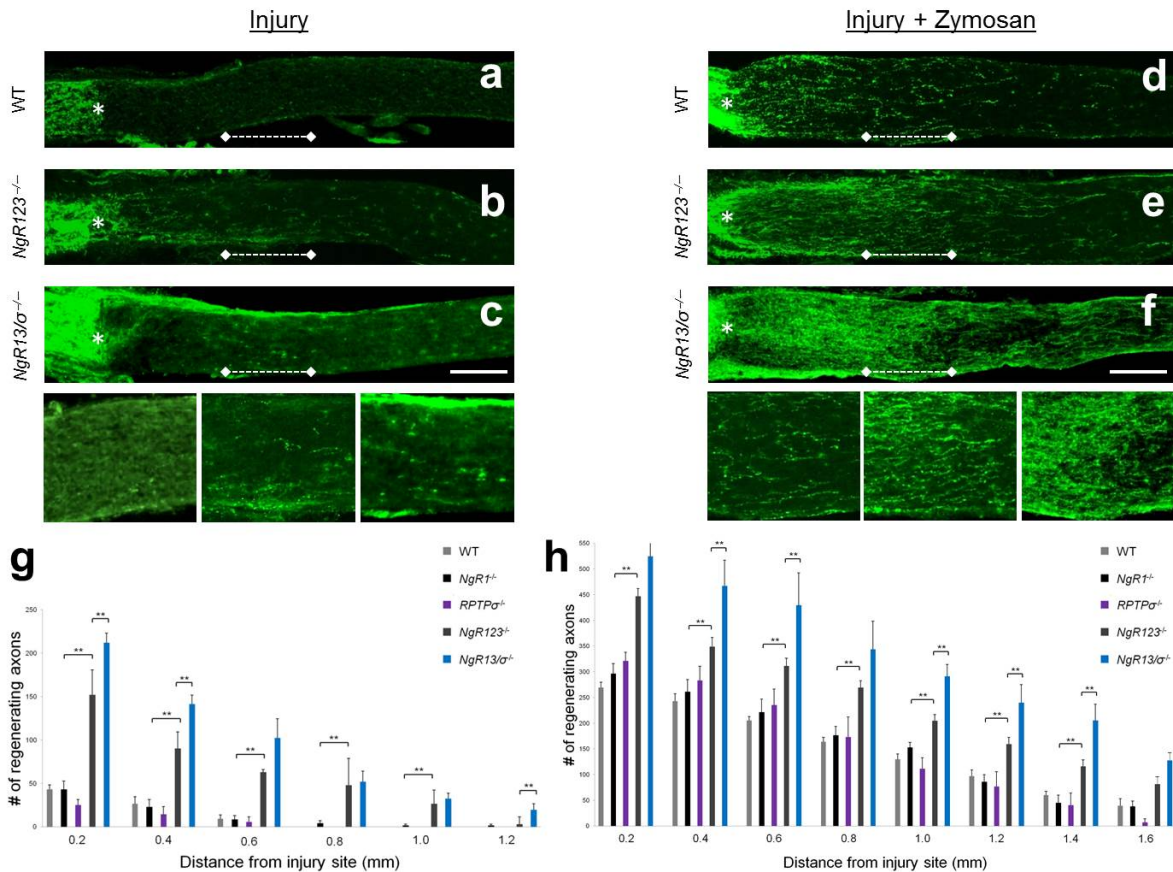 Injury
Injury + Zymosan
WT
a
NgR123⁻/⁻
b
NgR13/σ⁻/⁻
c
*
*
*
WT
d
NgR123⁻/⁻
e
NgR13/σ⁻/⁻
f
*
*
*
g
# of regenerating axons
250
200
150
100
50
0
**
**
**
**
**
**
**
**
0.2 0.4 0.6 0.8 1.0 1.2
Distance from injury site (mm)
WT
NgR1⁻/⁻
RPTPσ⁻/⁻
NgR123⁻/⁻
NgR13/σ⁻/⁻
h
# of regenerating axons
550
500
450
400
350
300
250
200
150
100
50
0
**
**
**
**
**
**
**
**
**
**
**
**
0.2 0.4 0.6 0.8 1.0 1.2 1.4 1.6
Distance from injury site (mm)
WT
NgR1⁻/⁻
RPTPσ⁻/⁻
NgR123⁻/⁻
NgR13/σ⁻/⁻